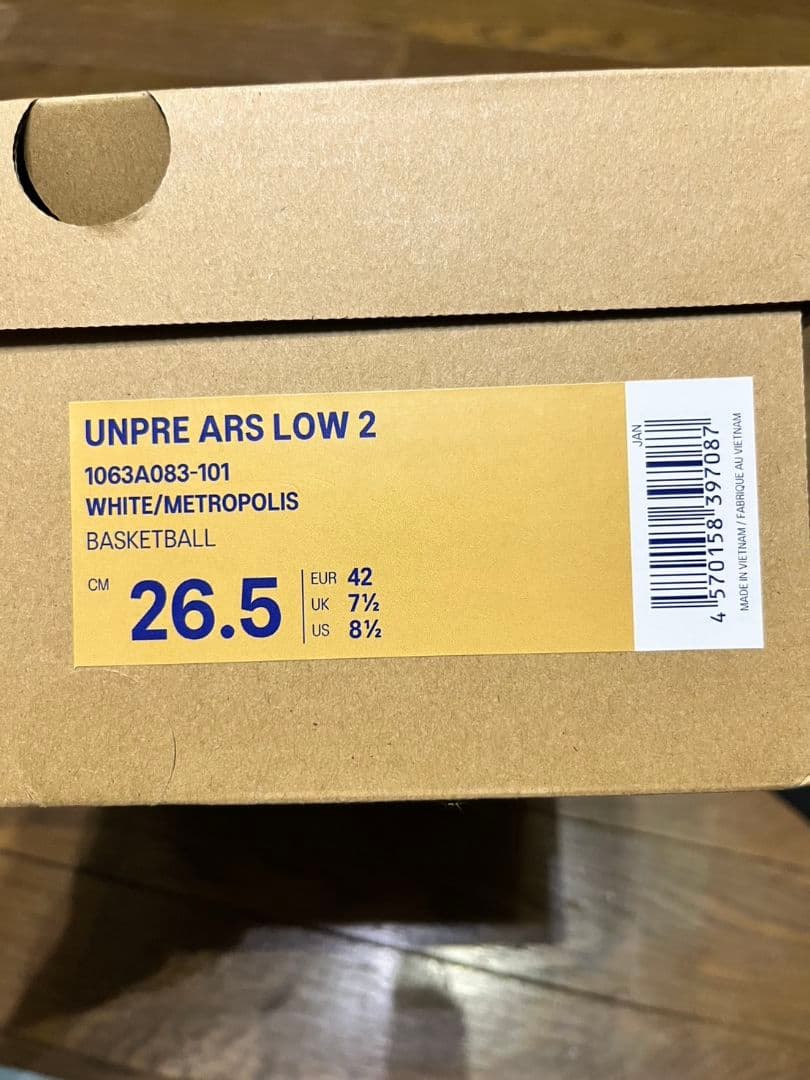 UNPRE ARS LOW 2
1063A083-101
WHITE/METROPOLIS
BASKETBALL
CM 26.5
EUR 42
UK 7½
US 8½
JAN
4 570158 397087
MADE IN VIETNAM / FABRIQUE AU VIETNAM